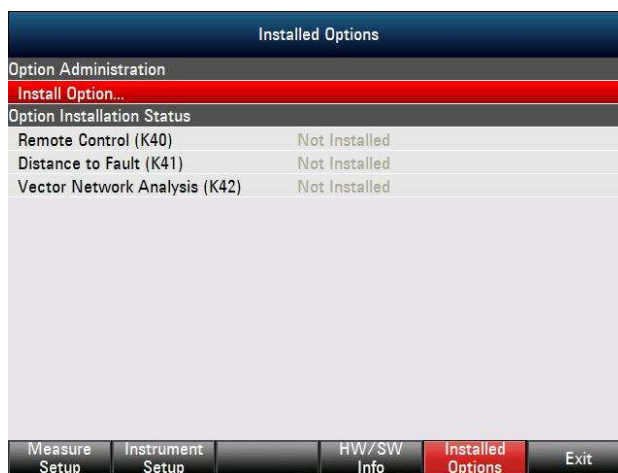 Installed Options
Option Administration
Install Option...
Option Installation Status
Remote Control (K40) Not Installed
Distance to Fault (K41) Not Installed
Vector Network Analysis (K42) Not Installed
Measure Setup
Instrument Setup
HW/SW Info
Installed Options
Exit